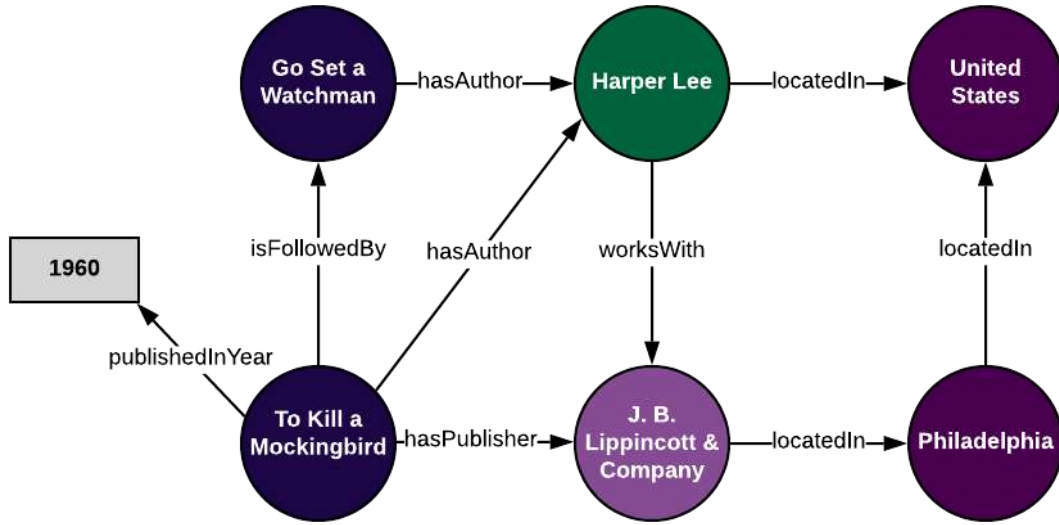 Go Set a
Watchman
hasAuthor
Harper Lee
locatedIn
United
States
isFollowedBy
hasAuthor
worksWith
locatedIn
1960
publishedInYear
To Kill a
Mockingbird
hasPublisher
J. B.
Lippincott &
Company
locatedIn
Philadelphia